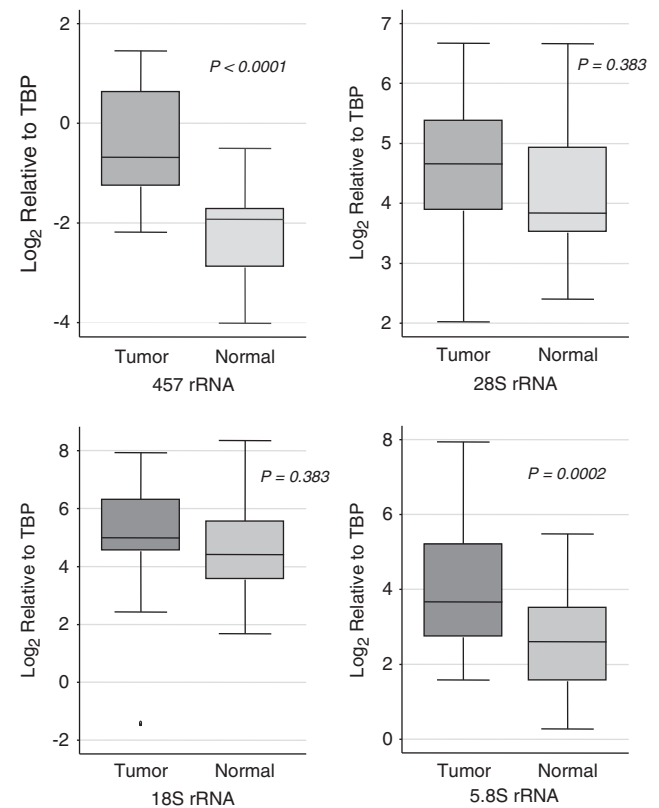 Log2 Relative to TBP
2
0
-2
-4
P < 0.0001
Tumor Normal
457 rRNA
Log2 Relative to TBP
7
6
5
4
3
2
P = 0.383
Tumor Normal
28S rRNA
Log2 Relative to TBP
8
6
4
2
0
-2
P = 0.383
Tumor Normal
18S rRNA
Log2 Relative to TBP
8
6
4
2
0
P = 0.0002
Tumor Normal
5.8S rRNA